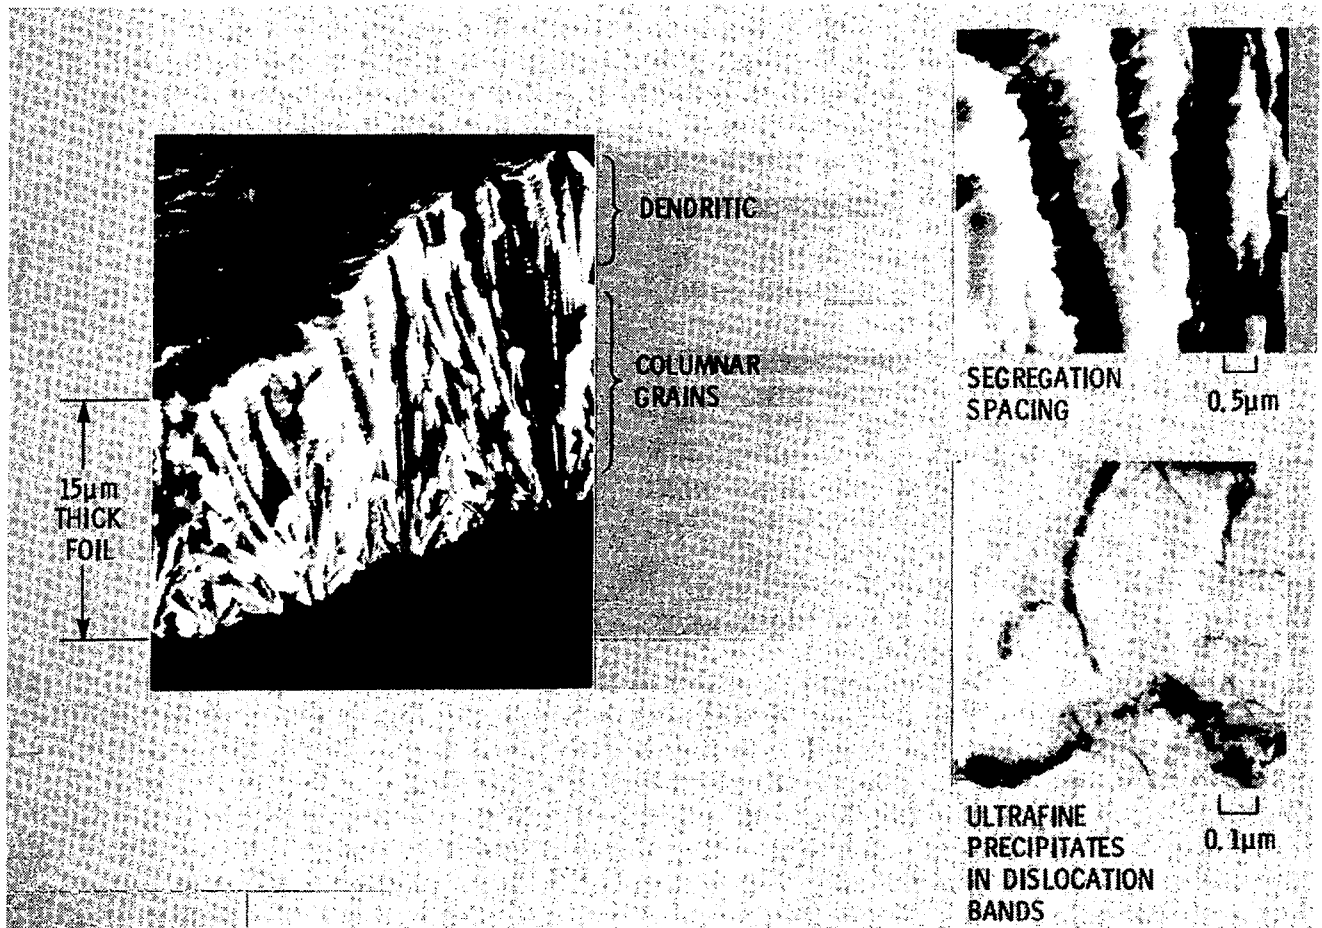 DENDRITIC
COLUMNAR
GRAINS
15µm
THICK
FOIL
SEGREGATION
SPACING
0.5µm
ULTRAFINE
PRECIPITATES
IN DISLOCATION
BANDS
0.1µm